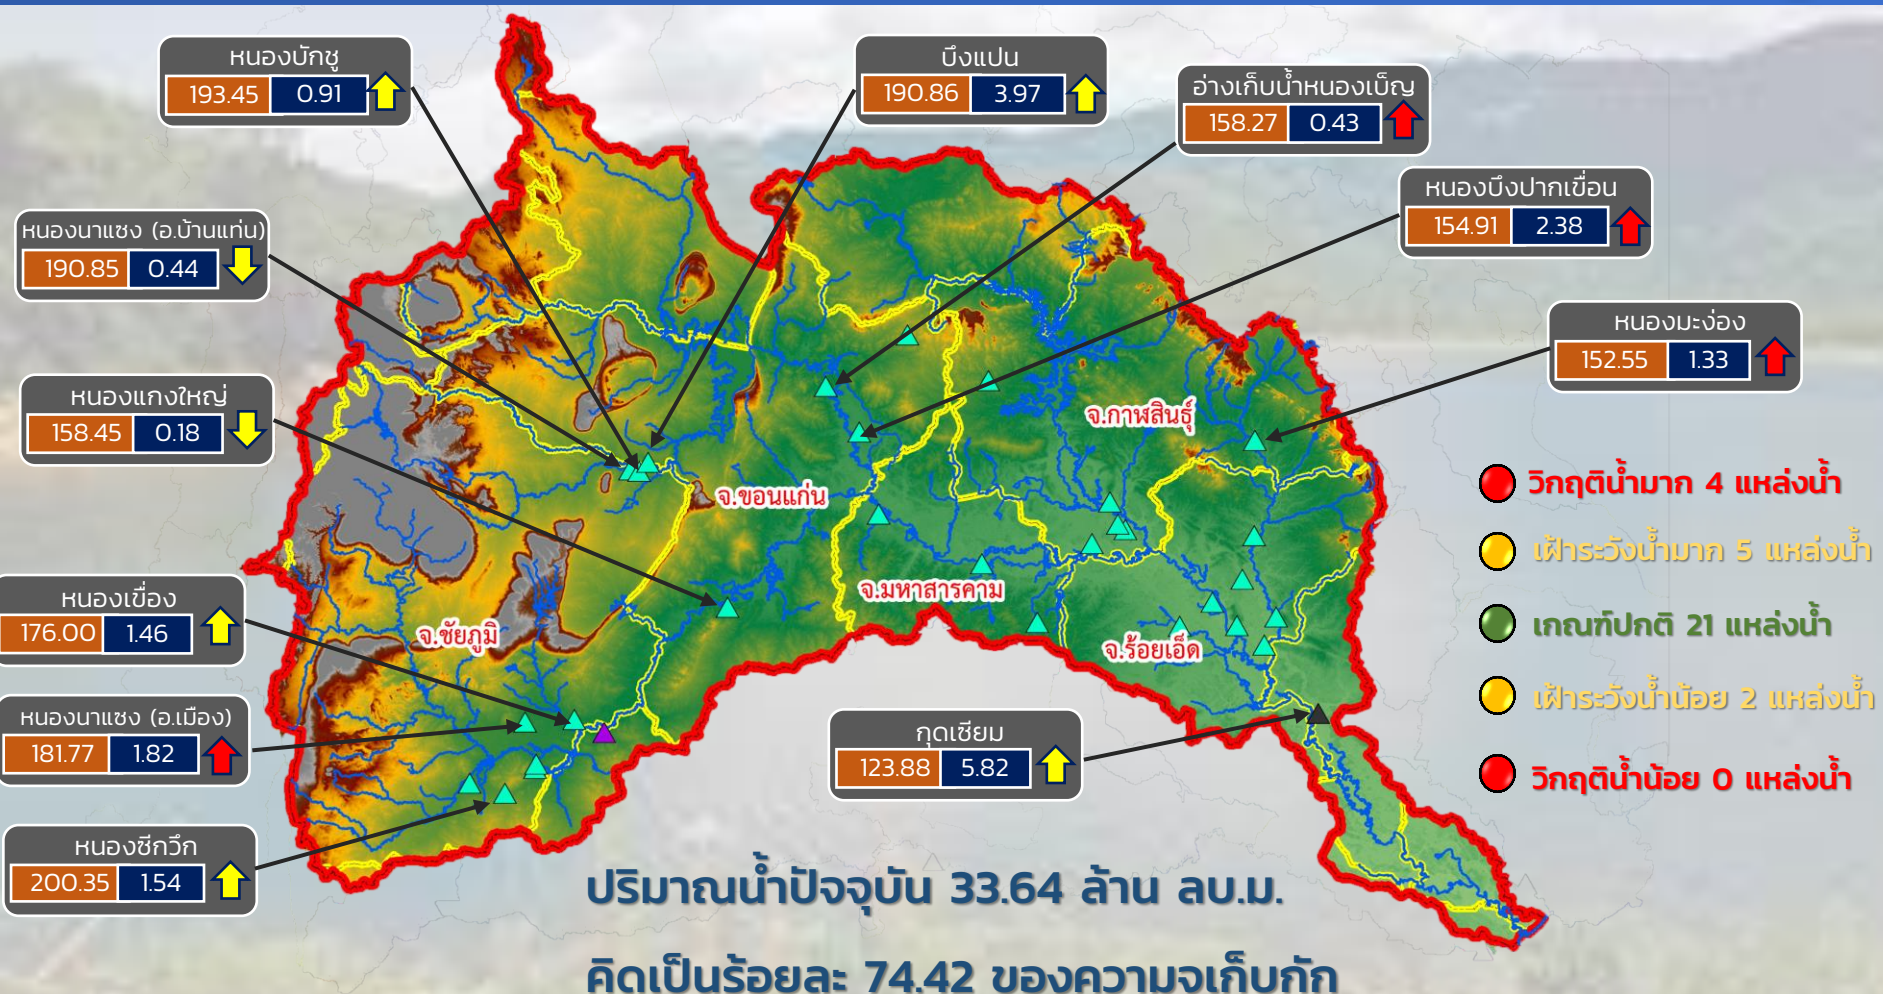 หนองบักชู
193.45 0.91
บึงแปน
190.86 3.97
อ่างเก็บน้ำหนองเบ็ญ
158.27 0.43
หนองบึงปากเขื่อน
154.91 2.38
หนองนาแซง (อ.บ้านแท่น)
190.85 0.44
หนองมะง่อง
152.55 1.33
หนองแกงใหญ่
158.45 0.18
จ.กาฬสินธุ์
จ.ขอนแก่น
วิกฤติน้ำมาก 4 แหล่งน้ำ
เฝ้าระวังน้ำมาก 5 แหล่งน้ำ
หนองเขื่อง
176.00 1.46
จ.มหาสารคาม
จ.ชัยภูมิ
จ.ร้อยเอ็ด
เกณฑ์ปกติ 21 แหล่งน้ำ
เฝ้าระวังน้ำน้อย 2 แหล่งน้ำ
หนองนาแซง (อ.เมือง)
181.77 1.82
กุดเซียม
123.88 5.82
วิกฤติน้ำน้อย 0 แหล่งน้ำ
หนองซีกวึก
200.35 1.54
ปริมาณน้ำปัจจุบัน 33.64 ล้าน ลบ.ม.
คิดเป็นร้อยละ 74.42 ของความจุเก็บกัก